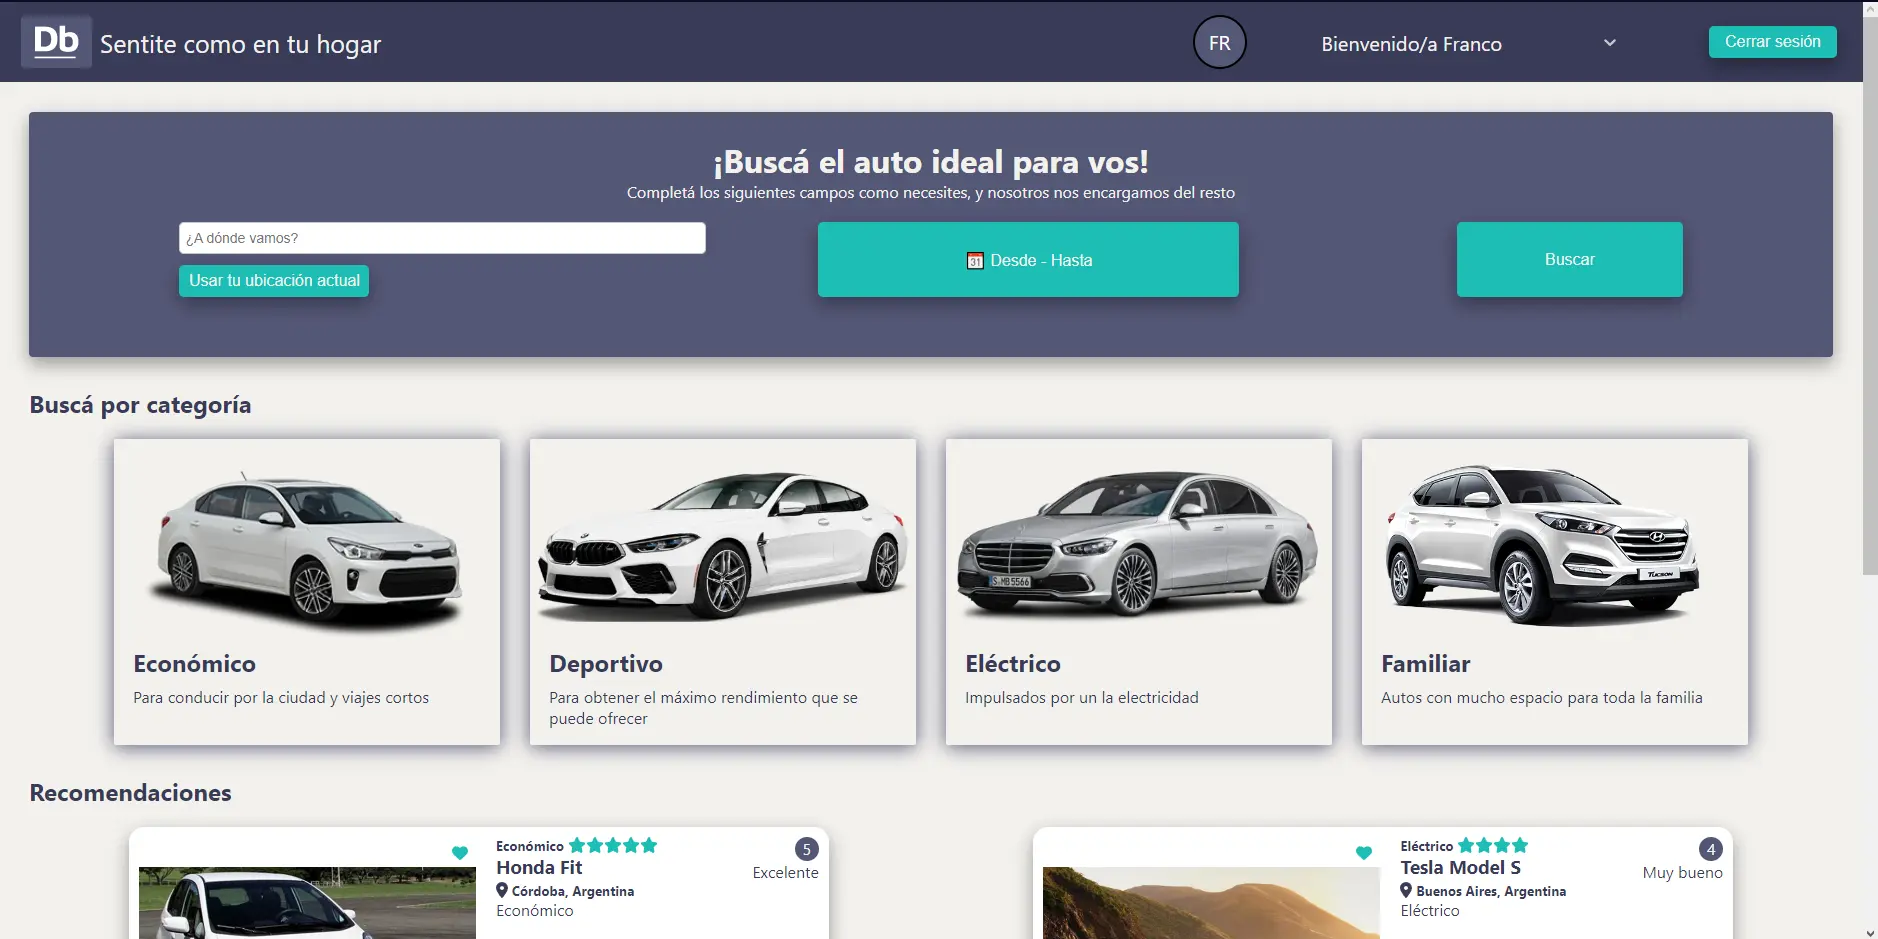 Db
Sentite como en tu hogar
FR
Bienvenido/a Franco
Cerrar sesión
¡Buscá el auto ideal para vos!
Completá los siguientes campos como necesites, y nosotros nos encargamos del resto
¿A dónde vamos?
Usar tu ubicación actual
31
Desde - Hasta
Buscar
Buscá por categoría
S·MB 5566
TUCSON
Económico
Para conducir por la ciudad y viajes cortos
Deportivo
Para obtener el máximo rendimiento que se
puede ofrecer
Eléctrico
Impulsados por un la electricidad
Familiar
Autos con mucho espacio para toda la familia
Recomendaciones
Económico
5
Honda Fit
Excelente
Córdoba, Argentina
Económico
Eléctrico
4
Tesla Model S
Muy bueno
Buenos Aires, Argentina
Eléctrico